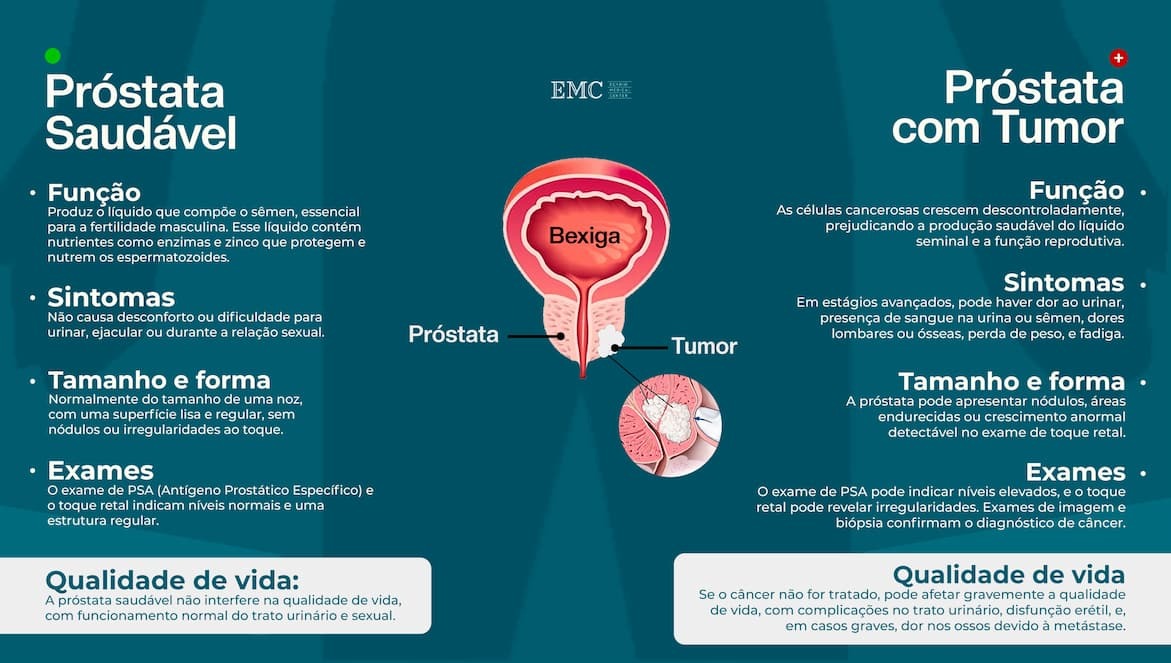 Próstata
Saudável
Função
Produz o líquido que compõe o sêmen, essencial
para a fertilidade masculina. Esse líquido contém
nutrientes como enzimas e zinco que protegem e
nutrem os espermatozoides.
Sintomas
Não causa desconforto ou dificuldade para
urinar, ejacular ou durante a relação sexual.
Tamanho e forma
Normalmente do tamanho de uma noz,
com uma superfície lisa e regular, sem
nódulos ou irregularidades ao toque.
Exames
O exame de PSA (Antígeno Prostático Específico) e
o toque retal indicam níveis normais e uma
estrutura regular.
Qualidade de vida:
A próstata saudável não interfere na qualidade de vida,
com funcionamento normal do trato urinário e sexual.
EMC
Bexiga
Próstata
Tumor
Próstata
com Tumor
Função
As células cancerosas crescem descontroladamente,
prejudicando a produção saudável do líquido
seminal e a função reprodutiva.
Sintomas
Em estágios avançados, pode haver dor ao urinar,
presença de sangue na urina ou sêmen, dores
lombares ou ósseas, perda de peso, e fadiga.
Tamanho e forma
A próstata pode apresentar nódulos, áreas
endurecidas ou crescimento anormal
detectável no exame de toque retal.
Exames
O exame de PSA pode indicar níveis elevados, e o toque
retal pode revelar irregularidades. Exames de imagem e
biópsia confirmam o diagnóstico de câncer.
Qualidade de vida
Se o câncer não for tratado, pode afetar gravemente a qualidade
de vida, com complicações no trato urinário, disfunção erétil, e,
em casos graves, dor nos ossos devido à metástase.